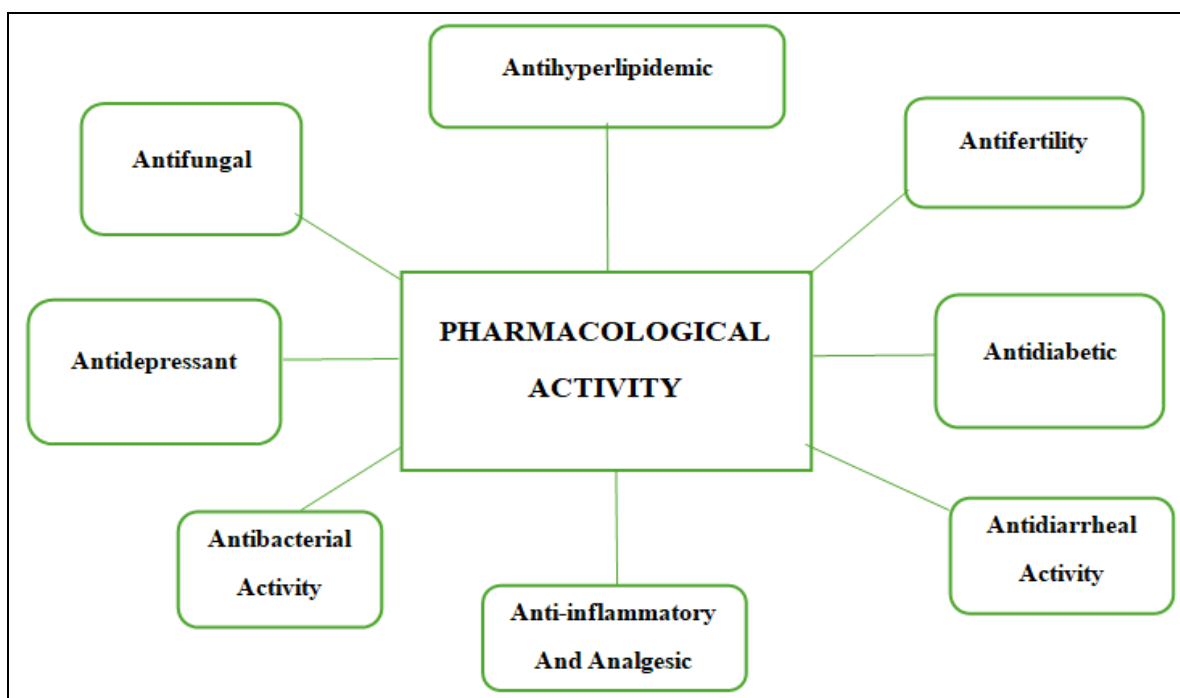 Antihyperlipidemic
Antifungal
Antifertility
PHARMACOLOGICAL
ACTIVITY
Antidepressant
Antidiabetic
Antibacterial
Activity
Antidiarrheal
Activity
Anti-inflammatory
And Analgesic